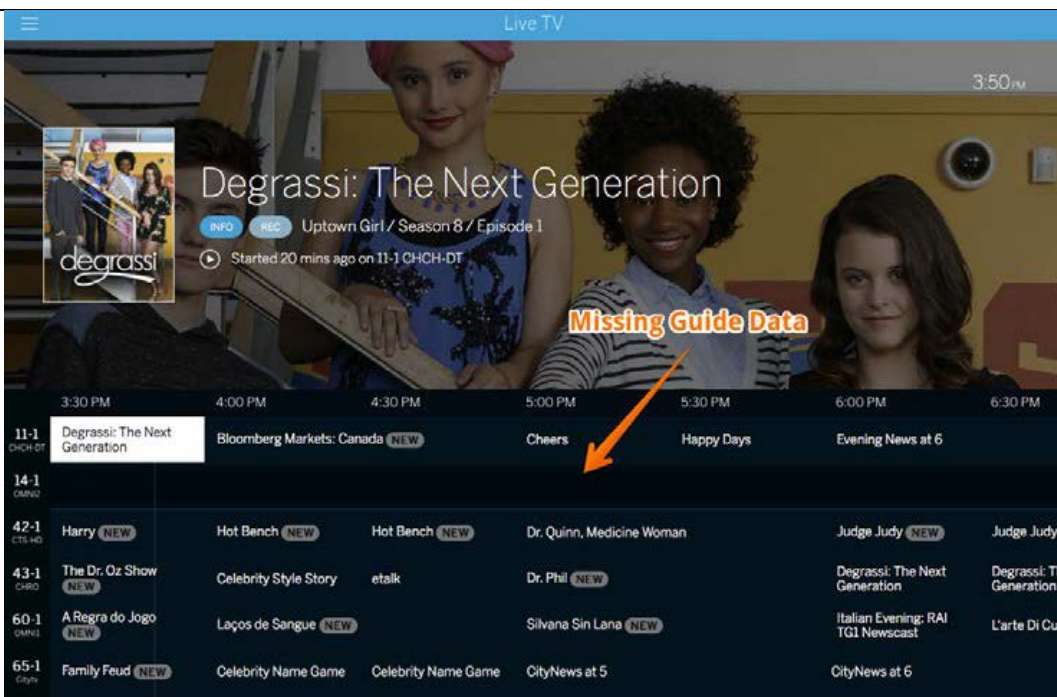 Live TV
3:50 PM
Degrassi: The Next Generation
INFO REC Uptown Girl / Season 8 / Episode 1
degrassi
Started 20 mins ago on 11-1 CHCH-DT
Missing Guide Data
3:30 PM 4:00 PM 4:30 PM 5:00 PM 5:30 PM 6:00 PM 6:30 PM
11-1 CHCH-DT
Degrassi: The Next Generation
Bloomberg Markets: Canada NEW
Cheers
Happy Days
Evening News at 6
14-1 OMNI2
42-1 CTS-HD
Harry NEW
Hot Bench NEW
Hot Bench NEW
Dr. Quinn, Medicine Woman
Judge Judy NEW
Judge Judy
43-1 CHRO
The Dr. Oz Show NEW
Celebrity Style Story
etalk
Dr. Phil NEW
Degrassi: The Next Generation
Degrassi: T
Generation
60-1 OMNI1
A Regra do Jogo NEW
Laços de Sangue NEW
Silvana Sin Lana NEW
Italian Evening: RAI TG1 Newscast
L'arte Di Cu
65-1 Citytv
Family Feud NEW
Celebrity Name Game
Celebrity Name Game
CityNews at 5
CityNews at 6